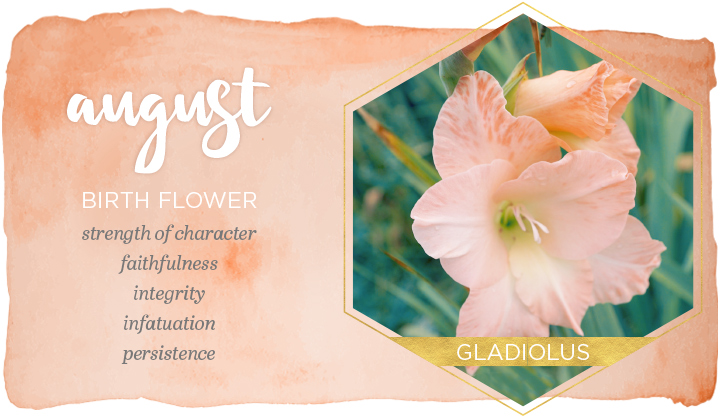 august
BIRTH FLOWER
strength of character
faithfulness
integrity
infatuation
persistence
GLADIOLUS